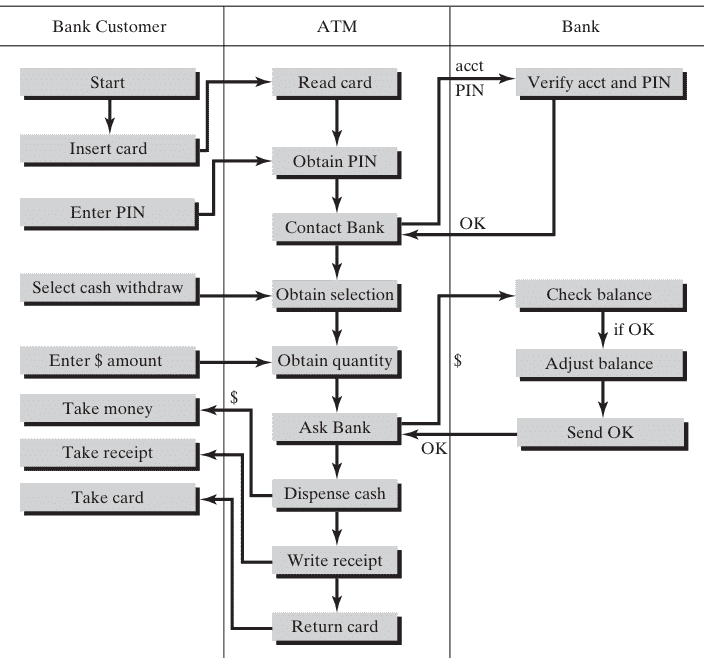 Bank Customer
ATM
Bank
Start
Read card
acct
PIN
Verify acct and PIN
Insert card
Obtain PIN
Enter PIN
Contact Bank
OK
Select cash withdraw
Obtain selection
Check balance
if OK
Enter $ amount
Obtain quantity
$
Adjust balance
Take money
$
Ask Bank
OK
Send OK
Take receipt
Take card
Dispense cash
Write receipt
Return card